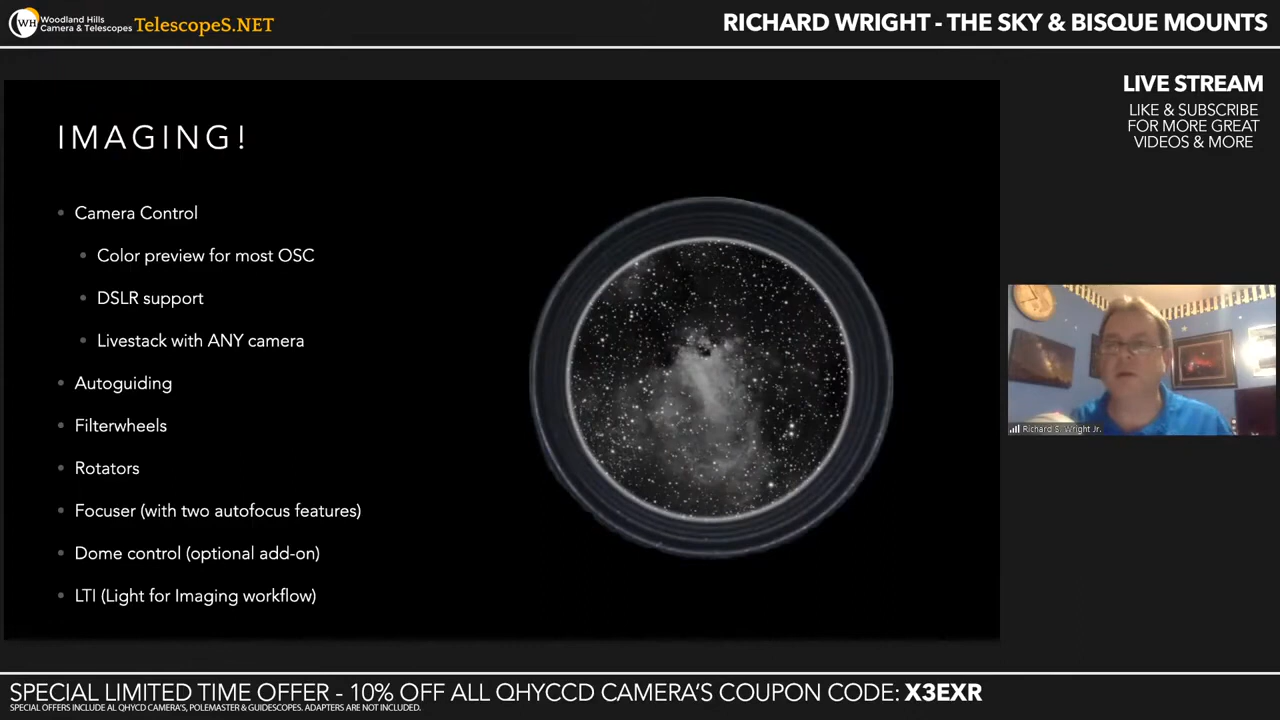 WH
Woodland Hills
Camera & Telescopes
TelescopeS.NET
RICHARD WRIGHT - THE SKY & BISQUE MOUNTS
LIVE STREAM
LIKE & SUBSCRIBE
FOR MORE GREAT
VIDEOS & MORE
IMAGING!
Camera Control
Color preview for most OSC
DSLR support
Livestack with ANY camera
Autoguiding
Filterwheels
Rotators
Focuser (with two autofocus features)
Dome control (optional add-on)
LTI (Light for Imaging workflow)
Richard S. Wright Jr.
SPECIAL LIMITED TIME OFFER - 10% OFF ALL QHYCCD CAMERA'S COUPON CODE: X3EXR
SPECIAL OFFERS INCLUDE AL QHYCD CAMERA'S, POLEMASTER & GUIDESCOPES. ADAPTERS ARE NOT INCLUDED.